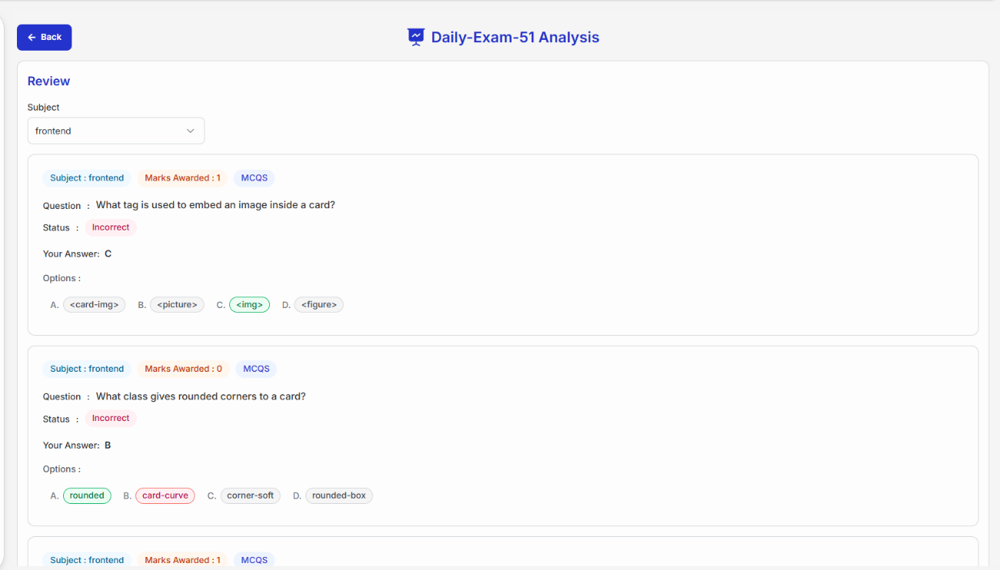 Back
Daily-Exam-51 Analysis
Review
Subject
frontend
Subject : frontend Marks Awarded : 1 MCQS
Question : What tag is used to embed an image inside a card?
Status : Incorrect
Your Answer: C
Options :
A. <card-img> B. <picture> C. <img> D. <figure>
Subject : frontend Marks Awarded : 0 MCQS
Question : What class gives rounded corners to a card?
Status : Incorrect
Your Answer: B
Options :
A. rounded B. card-curve C. corner-soft D. rounded-box
Subject : frontend Marks Awarded : 1 MCQS